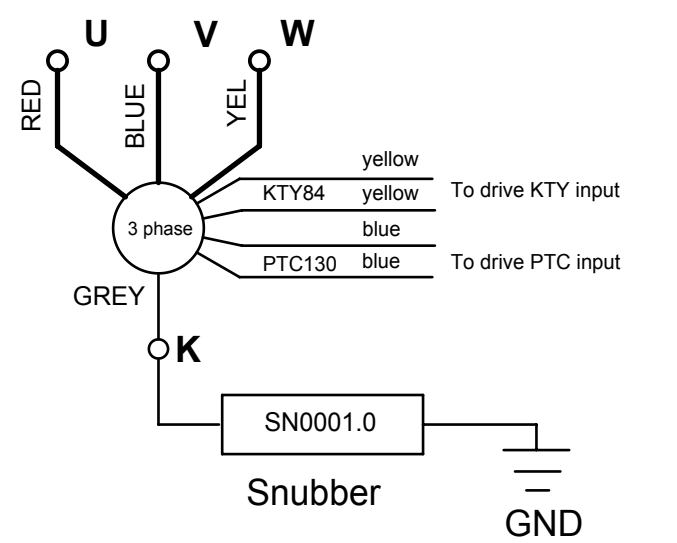 U V W
RED BLUE YEL
yellow
KTY84 yellow To drive KTY input
3 phase
blue
PTC130 blue To drive PTC input
GREY
K
SN0001.0
Snubber
GND